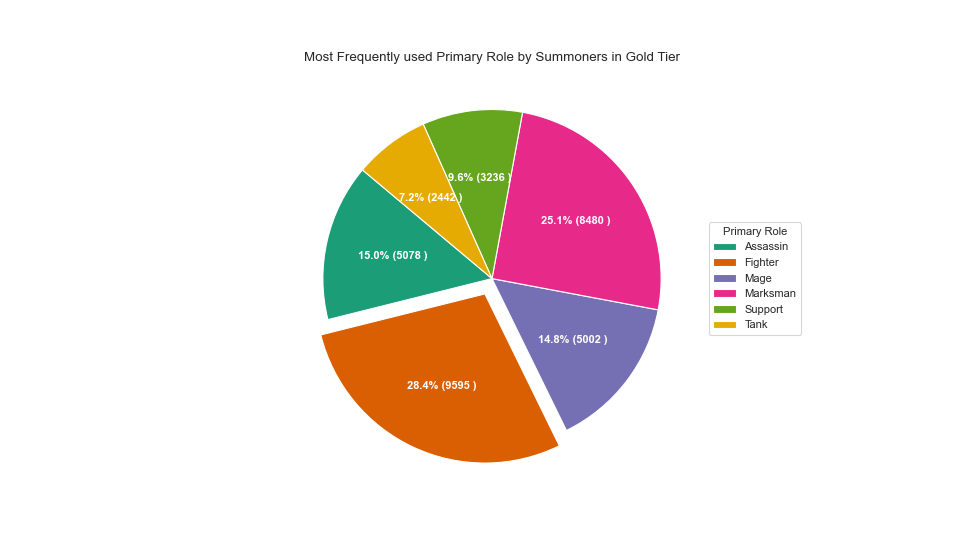 Most Frequently used Primary Role by Summoners in Gold Tier
9.6% (3236 )
7.2% (2442 )
25.1% (8480 )
15.0% (5078 )
14.8% (5002 )
28.4% (9595 )
Primary Role
Assassin
Fighter
Mage
Marksman
Support
Tank